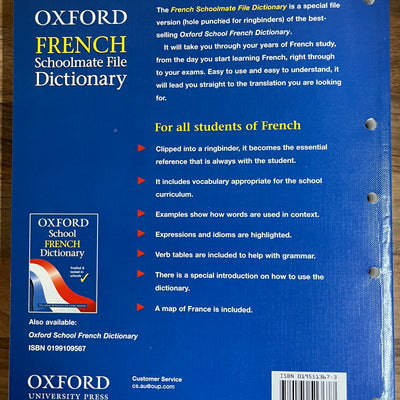 OXFORD
FRENCH
Schoolmate File
Dictionary
The French Schoolmate File Dictionary is a special file
version (hole punched for ringbinders) of the best-
selling Oxford School French Dictionary.
It will take you through your years of French study,
from the day you start learning French, right through
to your exams. Easy to use and easy to understand, it
will lead you straight to the translation you are looking
for.
For all students of French
Clipped into a ringbinder, it becomes the essential
reference that is always with the student.
It includes vocabulary appropriate for the school
curriculum.
Examples show how words are used in context.
Expressions and idioms are highlighted.
Verb tables are included to help with grammar.
There is a special introduction on how to use the
dictionary.
A map of France is included.
OXFORD
School
FRENCH
Dictionary
Trialled &
tested in
schools
Also available:
Oxford School French Dictionary
ISBN 0199109567
OXFORD
UNIVERSITY PRESS
Customer Service
cs.au@oup.com
ISBN 019551367-3